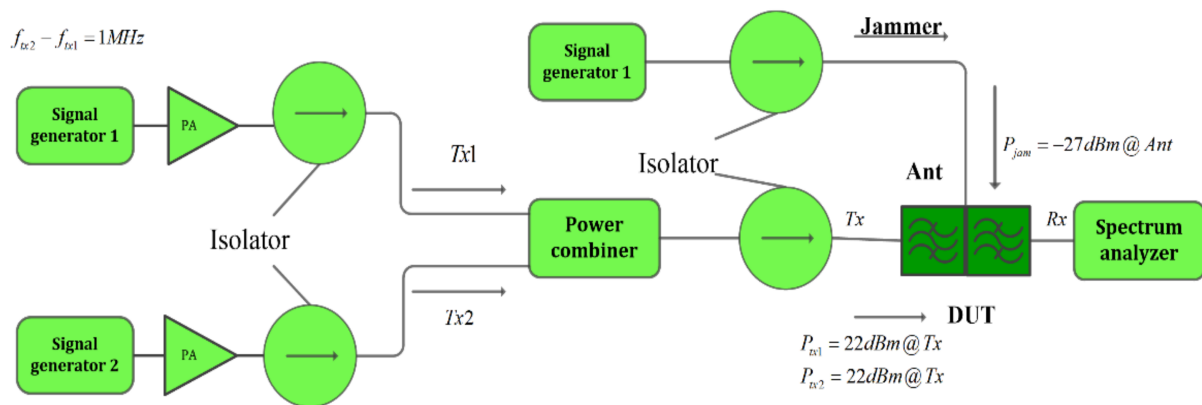 f_tx2 − f_tx1 = 1MHz
Signal
generator 1
PA
Tx1
Isolator
Signal
generator 2
PA
Tx2
Power
combiner
Signal
generator 1
Jammer
Isolator
P_jam = −27dBm@Ant
Ant
Tx
Rx
Spectrum
analyzer
DUT
P_tx1 = 22dBm@Tx
P_tx2 = 22dBm@Tx